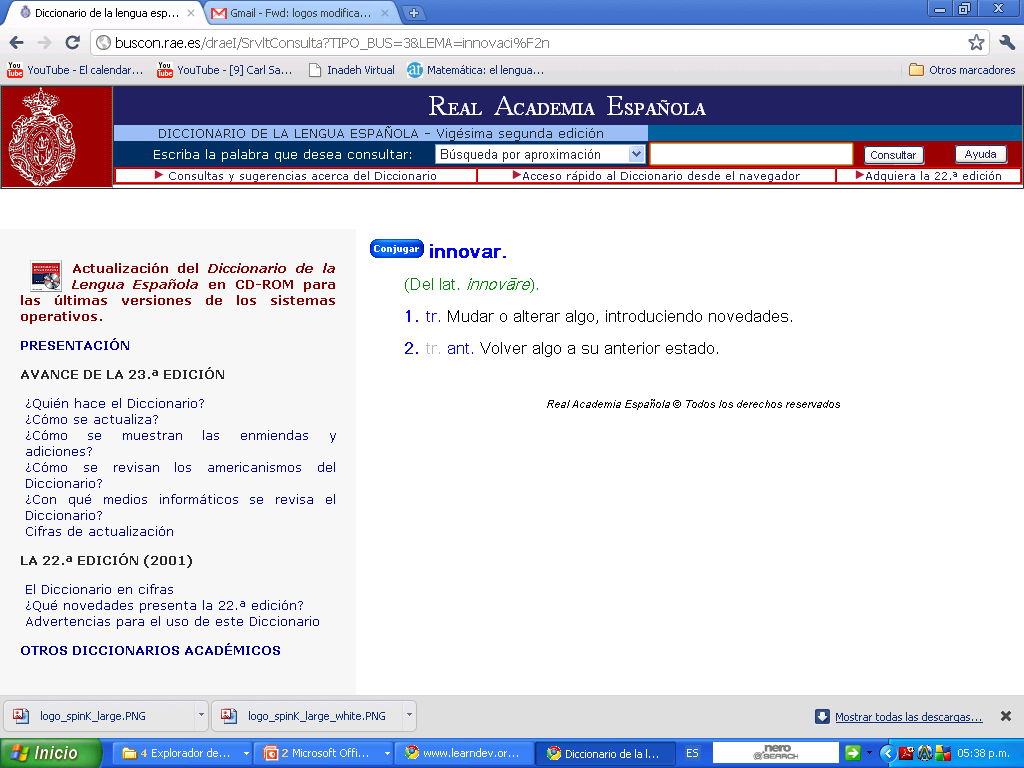 Diccionario de la lengua esp...
Gmail - Fwd: logos modifica...
buscon.rae.es/draeI/SrvltConsulta?TIPO_BUS=3&LEMA=innovaci%F2n
YouTube - El calendar...
YouTube - [9] Carl Sa...
Inadeh Virtual
Matemática: el lengua...
Otros marcadores
REAL ACADEMIA ESPAÑOLA
DICCIONARIO DE LA LENGUA ESPAÑOLA - Vigésima segunda edición
Escriba la palabra que desea consultar:
Búsqueda por aproximación
Consultar
Ayuda
Consultas y sugerencias acerca del Diccionario
Acceso rápido al Diccionario desde el navegador
Adquiera la 22.ª edición
Actualización del Diccionario de la
Lengua Española en CD-ROM para
las últimas versiones de los sistemas
operativos.
PRESENTACIÓN
AVANCE DE LA 23.ª EDICIÓN
¿Quién hace el Diccionario?
¿Cómo se actualiza?
¿Cómo se muestran las enmiendas y
adiciones?
¿Cómo se revisan los americanismos del
Diccionario?
¿Con qué medios informáticos se revisa el
Diccionario?
Cifras de actualización
LA 22.ª EDICIÓN (2001)
El Diccionario en cifras
¿Qué novedades presenta la 22.ª edición?
Advertencias para el uso de este Diccionario
OTROS DICCIONARIOS ACADÉMICOS
Conjugar innovar.
(Del lat. innovāre).
1. tr. Mudar o alterar algo, introduciendo novedades.
2. tr. ant. Volver algo a su anterior estado.
Real Academia Española © Todos los derechos reservados
logo_spinK_large.PNG
logo_spinK_large_white.PNG
Mostrar todas las descargas...
Inicio
4 Explorador de...
2 Microsoft Offi...
www.learndev.or...
Diccionario de la l...
ES
nero
SEARCH
05:38 p.m.